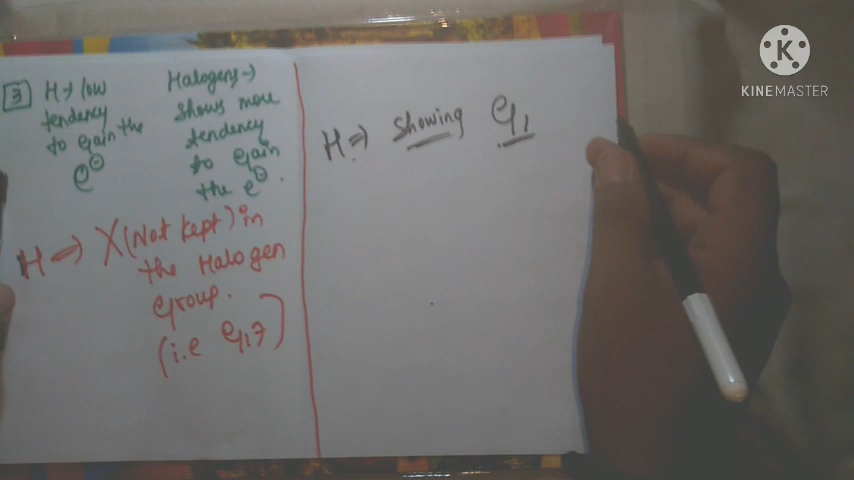 3
H → low
tendency
to gain the
e⊖
Halogens →
shows more
tendency
to gain
the e⊖.
H ⇒ X (Not kept) in
the Halogen
Group.
(i.e G17)
H ⇒ showing G1
K
KINEMASTER